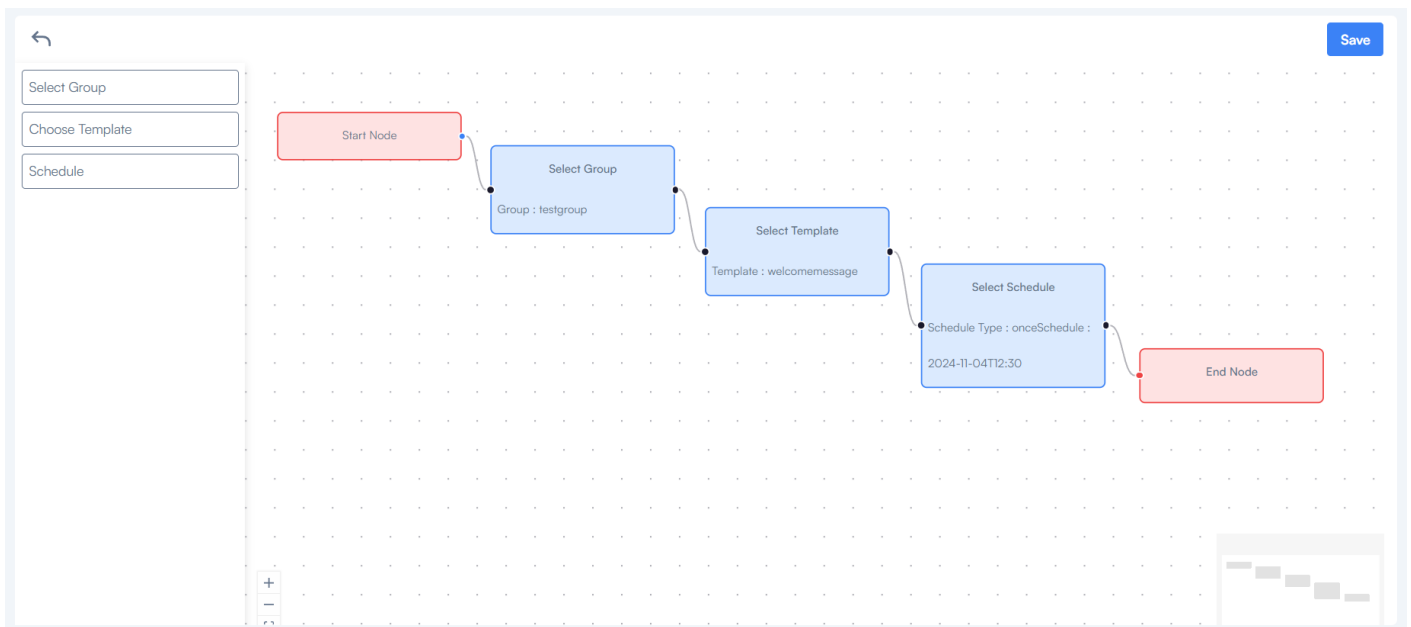 Save
Select Group
Choose Template
Schedule
Start Node
Select Group
Group : testgroup
Select Template
Template : welcomemessage
Select Schedule
Schedule Type : onceSchedule :
2024-11-04T12:30
End Node